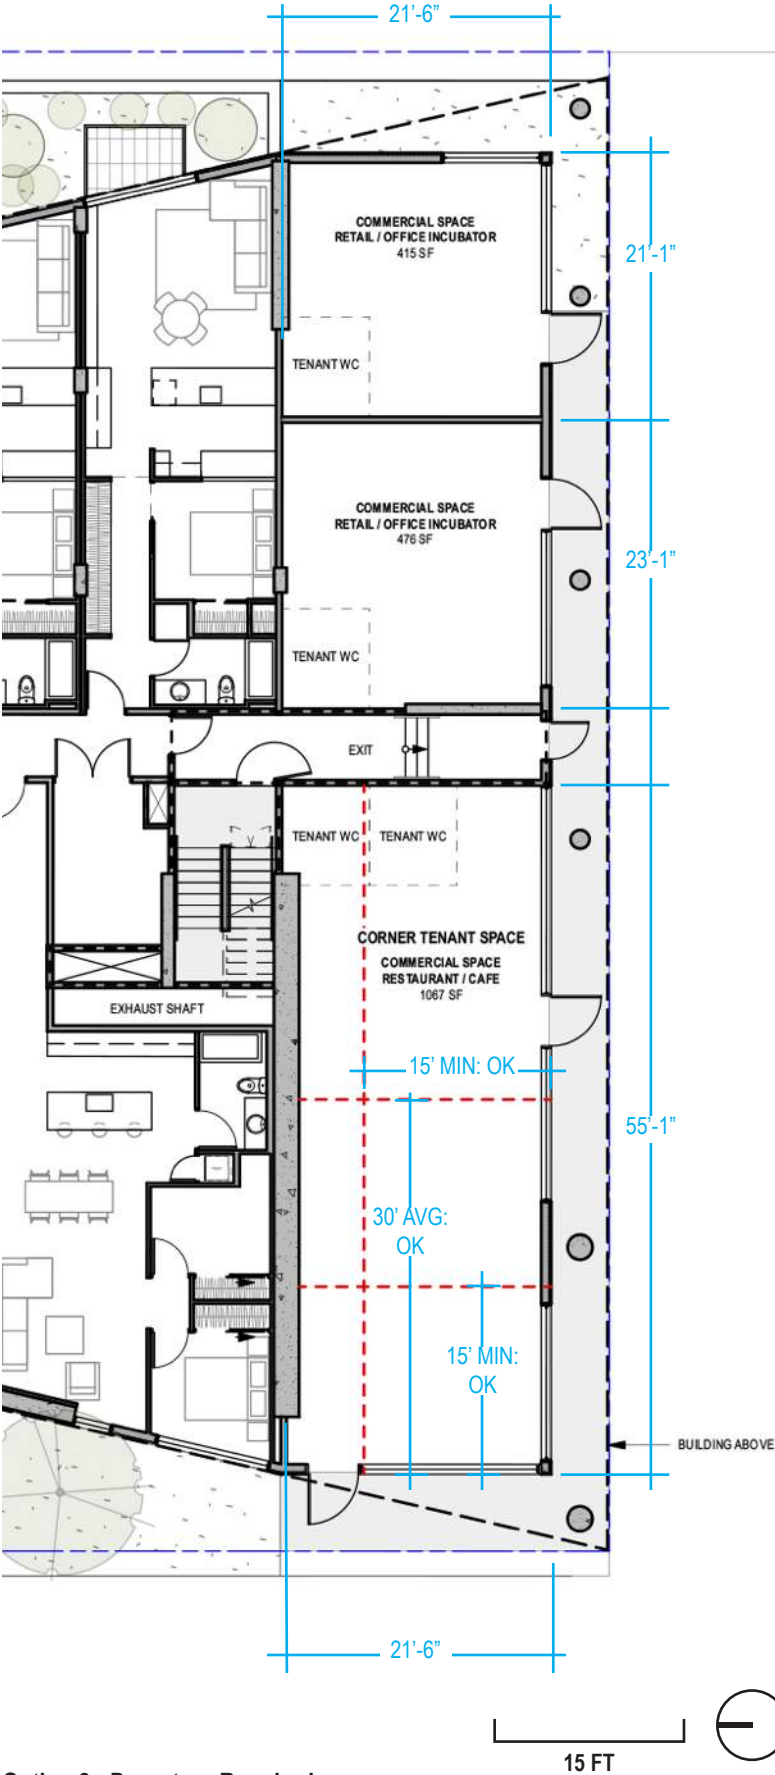 21'-6"
COMMERCIAL SPACE
RETAIL / OFFICE INCUBATOR
415 SF
21'-1"
TENANT WC
COMMERCIAL SPACE
RETAIL / OFFICE INCUBATOR
476 SF
23'-1"
TENANT WC
EXIT
TENANT WC
TENANT WC
CORNER TENANT SPACE
COMMERCIAL SPACE
RESTAURANT / CAFE
1067 SF
EXHAUST SHAFT
15' MIN: OK
55'-1"
30' AVG:
OK
15' MIN:
OK
BUILDING ABOVE
21'-6"
15 FT